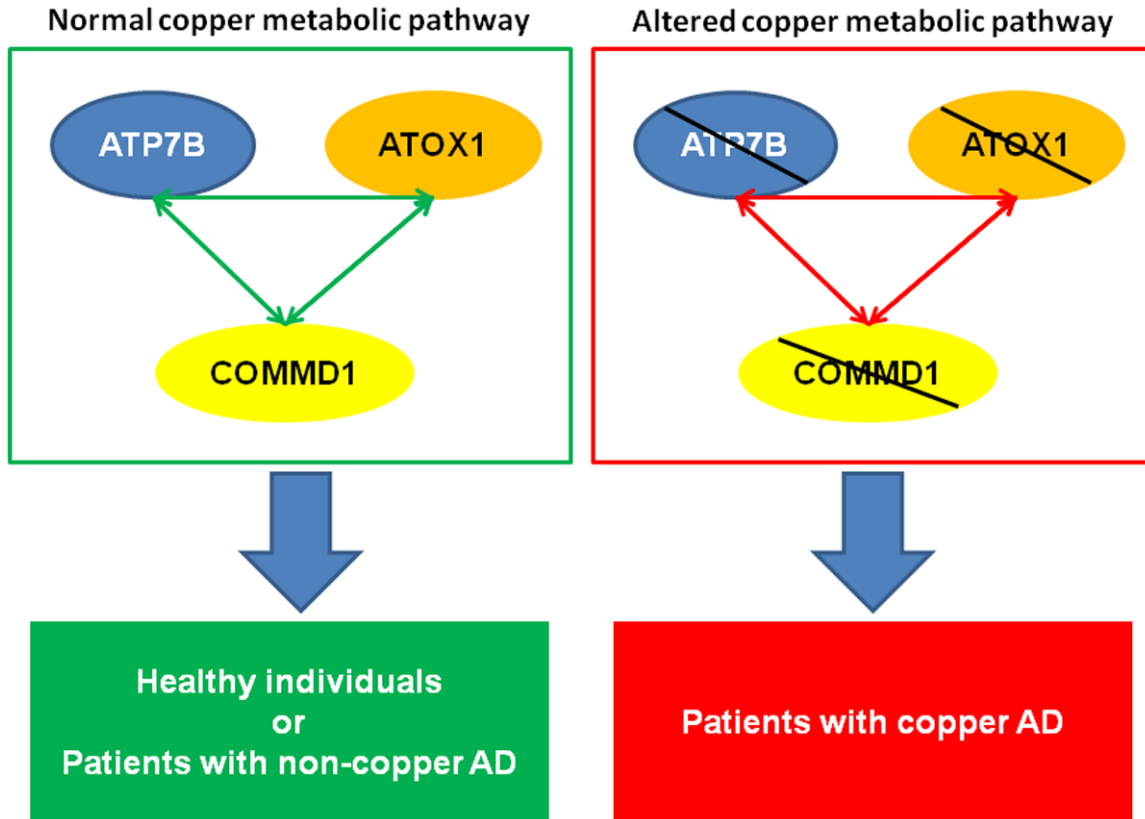 Normal copper metabolic pathway
ATP7B
ATOX1
COMMD1
Healthy individuals
or
Patients with non-copper AD
Altered copper metabolic pathway
ATP7B
ATOX1
COMMD1
Patients with copper AD